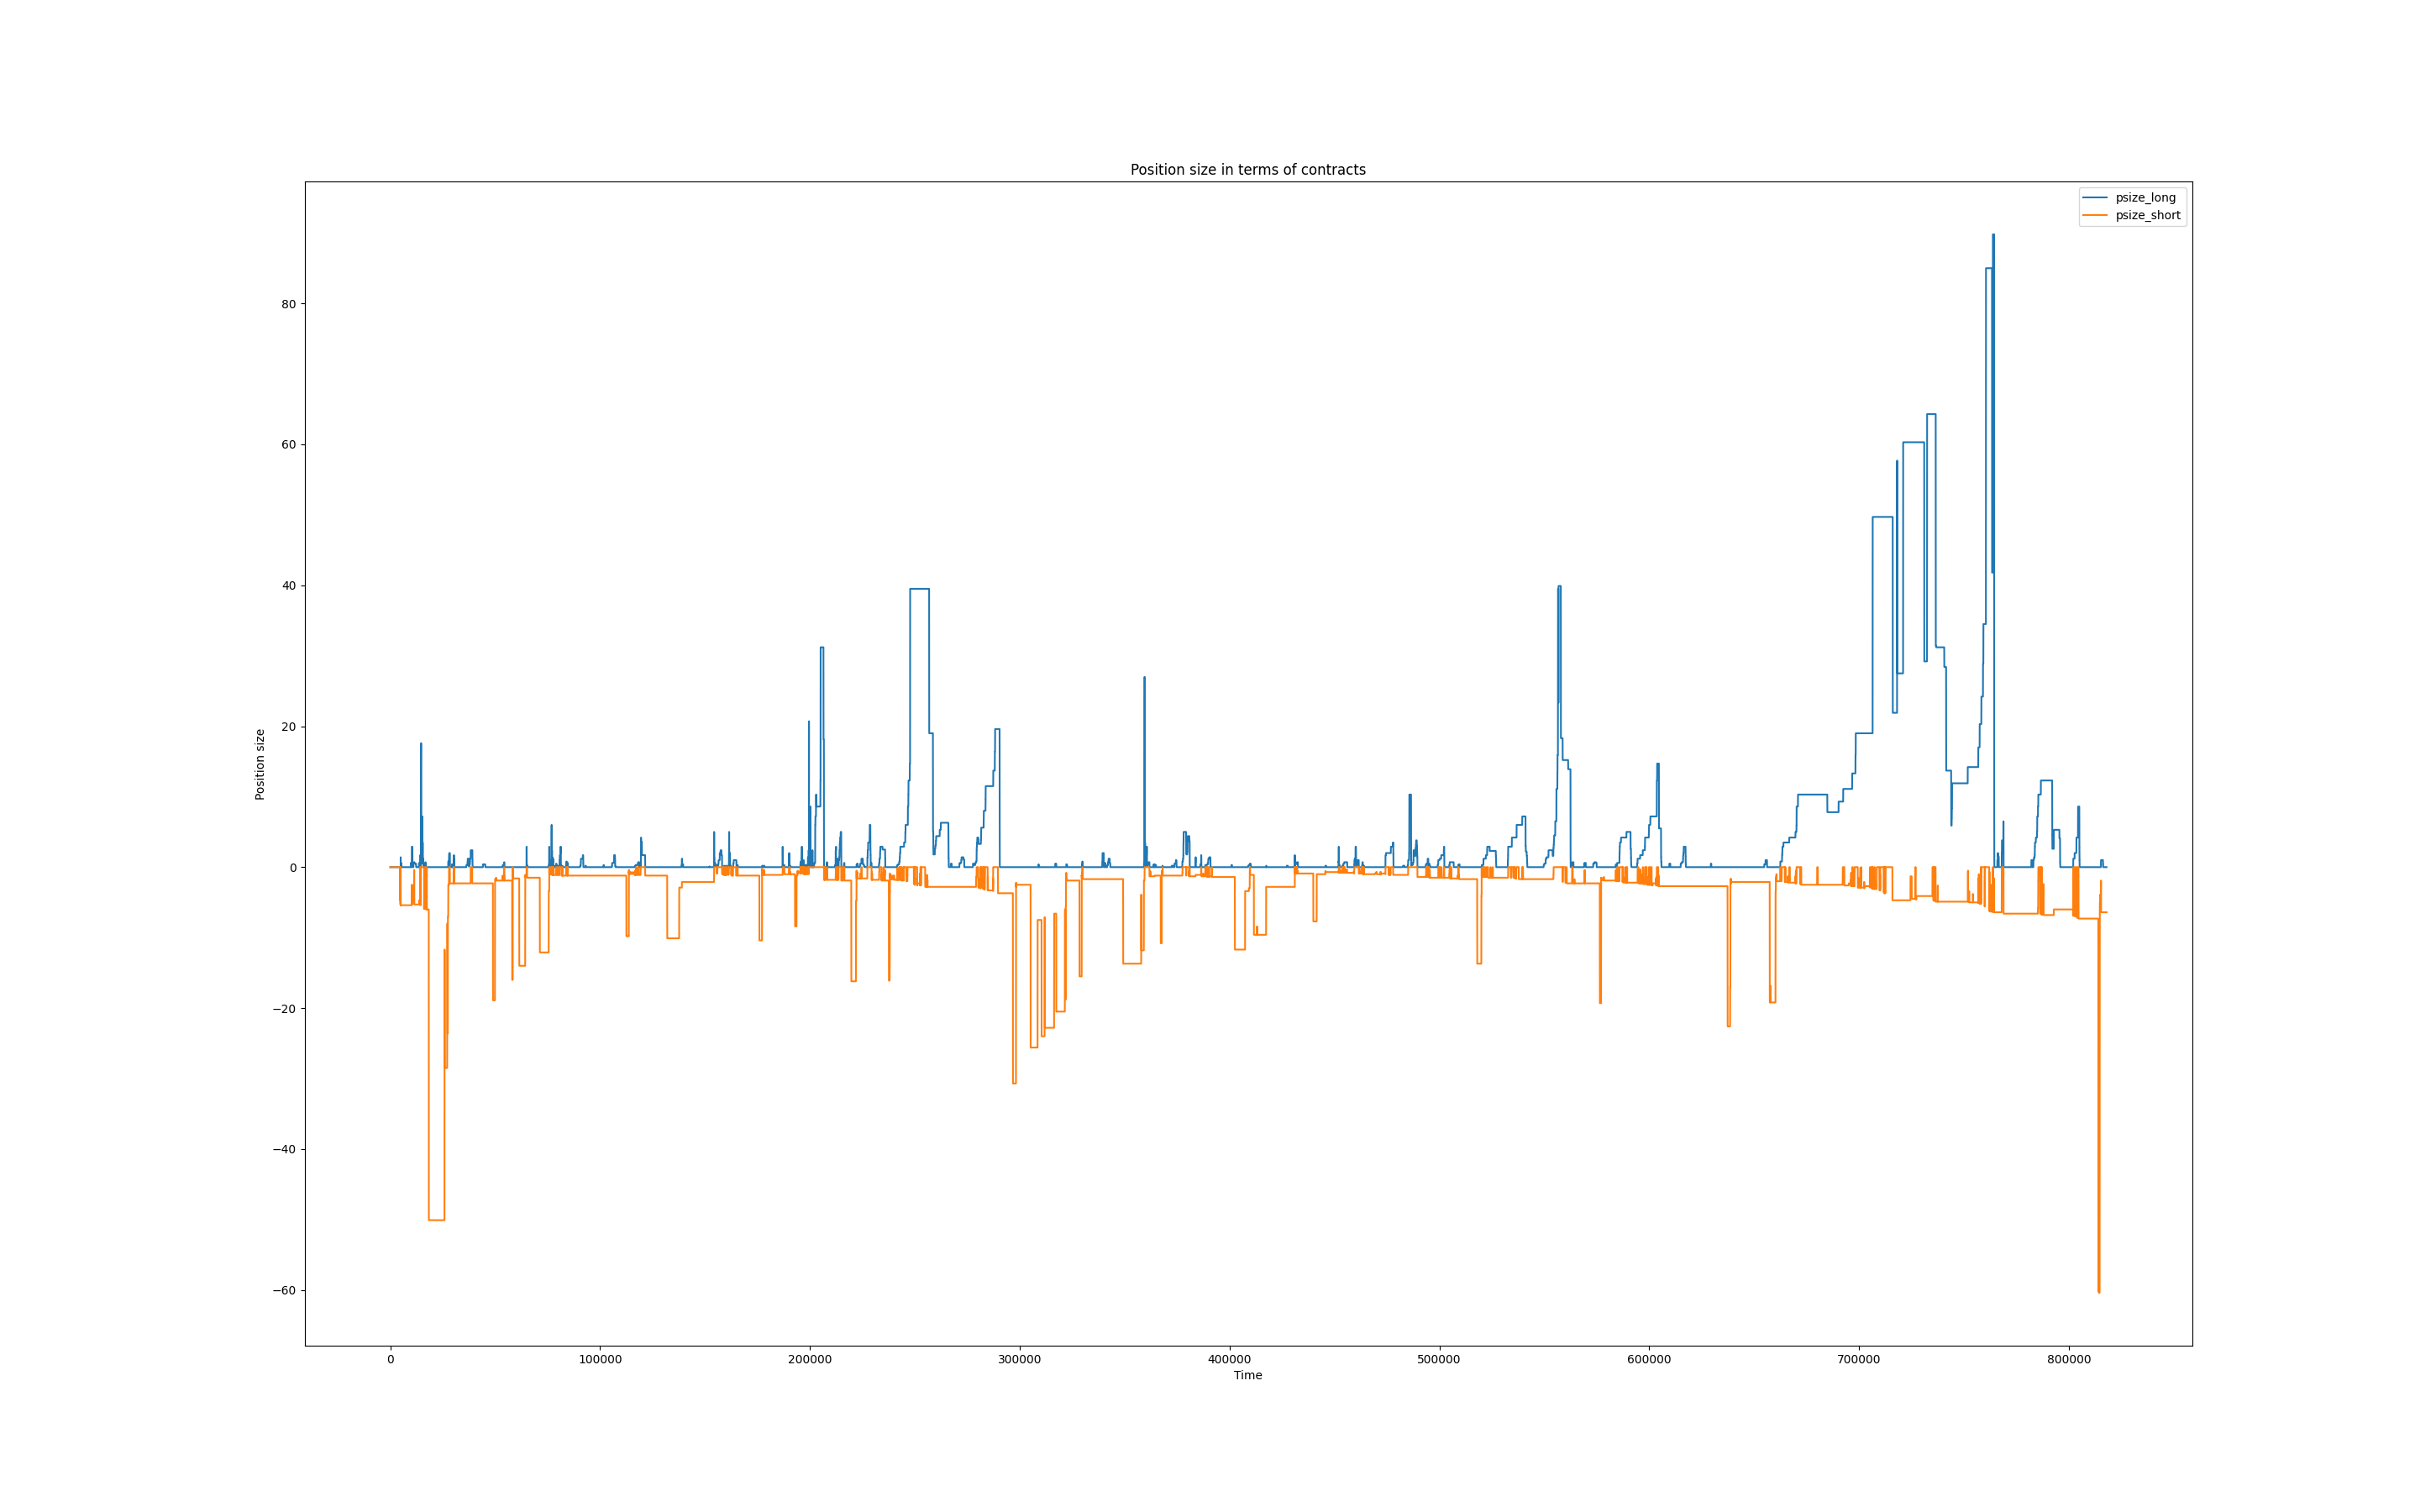 Position size in terms of contracts
psize_long
psize_short
Position size
80
60
40
20
0
−20
−40
−60
0 100000 200000 300000 400000 500000 600000 700000 800000
Time